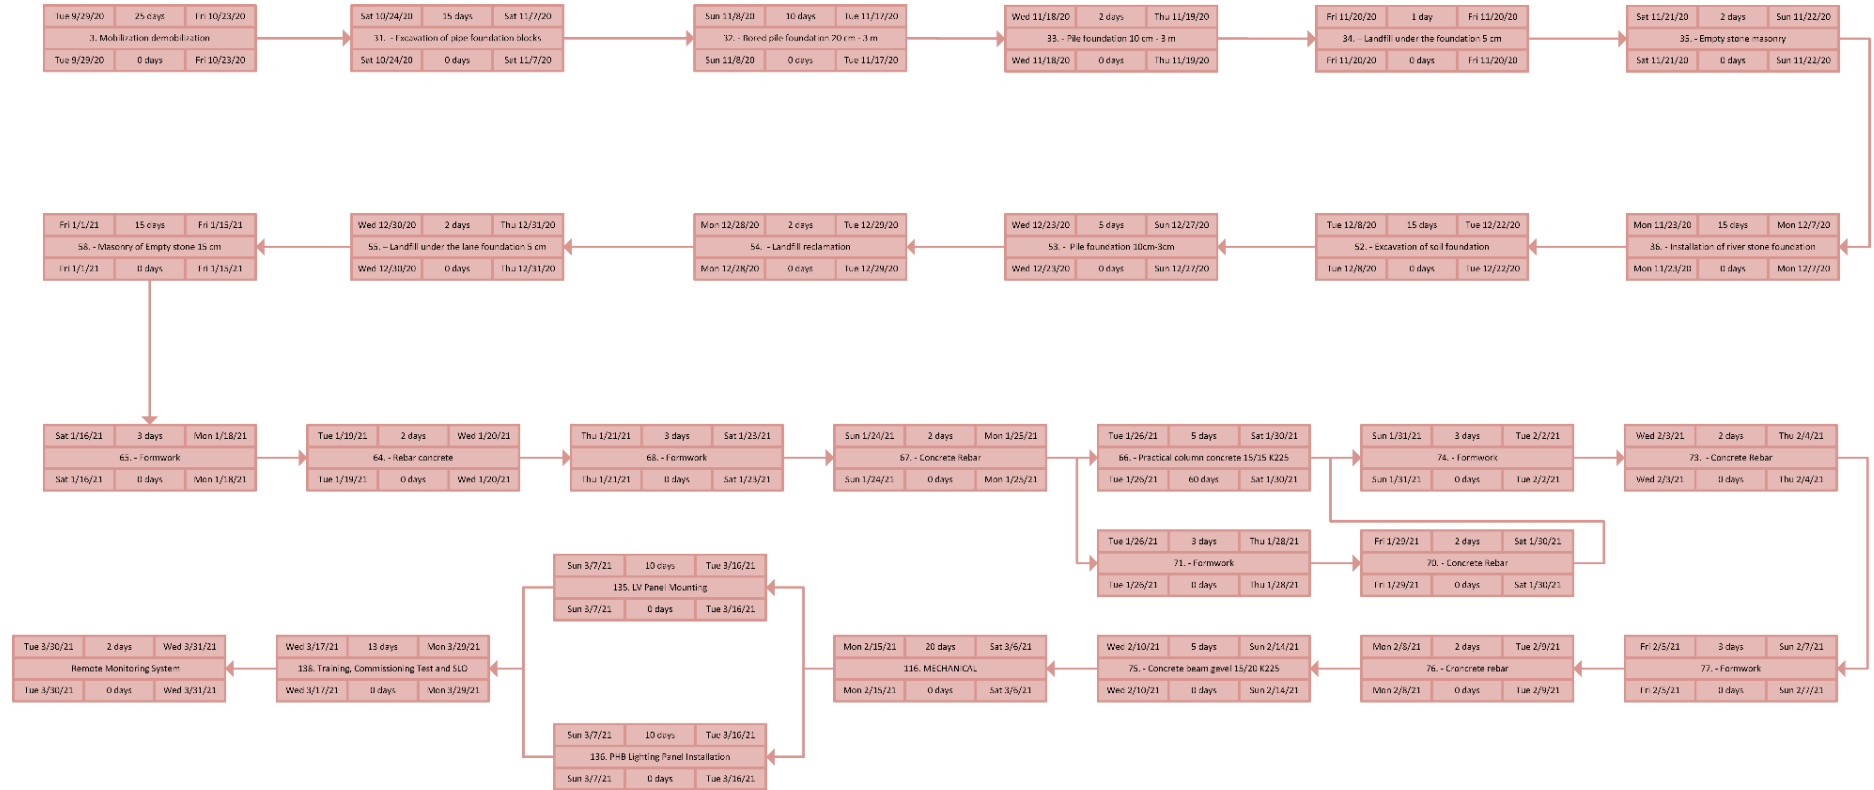 Tue 9/29/20 25 days Fri 10/23/20
3. Mobilization demobilization
Tue 9/29/20 0 days Fri 10/23/20
Sat 10/24/20 15 days Sat 11/7/20
31. - Excavation of pipe foundation blocks
Sat 10/24/20 0 days Sat 11/7/20
Sun 11/8/20 10 days Tue 11/17/20
32. - Bored pile foundation 20 cm - 3 m
Sun 11/8/20 0 days Tue 11/17/20
Wed 11/18/20 2 days Thu 11/19/20
33. - Pile foundation 10 cm - 3 m
Wed 11/18/20 0 days Thu 11/19/20
Fri 11/20/20 1 day Fri 11/20/20
34. – Landfill under the foundation 5 cm
Fri 11/20/20 0 days Fri 11/20/20
Sat 11/21/20 2 days Sun 11/22/20
35. - Empty stone masonry
Sat 11/21/20 0 days Sun 11/22/20
Fri 1/1/21 15 days Fri 1/15/21
58. - Masonry of Empty stone 15 cm
Fri 1/1/21 0 days Fri 1/15/21
Wed 12/30/20 2 days Thu 12/31/20
55. – Landfill under the lane foundation 5 cm
Wed 12/30/20 0 days Thu 12/31/20
Mon 12/28/20 2 days Tue 12/29/20
54. - Landfill reclamation
Mon 12/28/20 0 days Tue 12/29/20
Wed 12/23/20 5 days Sun 12/27/20
53. - Pile foundation 10cm-3cm
Wed 12/23/20 0 days Sun 12/27/20
Tue 12/8/20 15 days Tue 12/22/20
52. - Excavation of soil foundation
Tue 12/8/20 0 days Tue 12/22/20
Mon 11/23/20 15 days Mon 12/7/20
36. - Installation of river stone foundation
Mon 11/23/20 0 days Mon 12/7/20
Sat 1/16/21 3 days Mon 1/18/21
65. - Formwork
Sat 1/16/21 0 days Mon 1/18/21
Tue 1/19/21 2 days Wed 1/20/21
64. - Rebar concrete
Tue 1/19/21 0 days Wed 1/20/21
Thu 1/21/21 3 days Sat 1/23/21
68. - Formwork
Thu 1/21/21 0 days Sat 1/23/21
Sun 1/24/21 2 days Mon 1/25/21
67. - Concrete Rebar
Sun 1/24/21 0 days Mon 1/25/21
Tue 1/26/21 5 days Sat 1/30/21
66. - Practical column concrete 15/15 K225
Tue 1/26/21 60 days Sat 1/30/21
Sun 1/31/21 3 days Tue 2/2/21
74. - Formwork
Sun 1/31/21 0 days Tue 2/2/21
Wed 2/3/21 2 days Thu 2/4/21
73. - Concrete Rebar
Wed 2/3/21 0 days Thu 2/4/21
Tue 1/26/21 3 days Thu 1/28/21
71. - Formwork
Tue 1/26/21 0 days Thu 1/28/21
Fri 1/29/21 2 days Sat 1/30/21
70. - Concrete Rebar
Fri 1/29/21 0 days Sat 1/30/21
Sun 3/7/21 10 days Tue 3/16/21
135. LV Panel Mounting
Sun 3/7/21 0 days Tue 3/16/21
Tue 3/30/21 2 days Wed 3/31/21
Remote Monitoring System
Tue 3/30/21 0 days Wed 3/31/21
Wed 3/17/21 13 days Mon 3/29/21
138. Training, Commissioning Test and SLO
Wed 3/17/21 0 days Mon 3/29/21
Mon 2/15/21 20 days Sat 3/6/21
116. MECHANICAL
Mon 2/15/21 0 days Sat 3/6/21
Wed 2/10/21 5 days Sun 2/14/21
75. - Concrete beam gevel 15/20 K225
Wed 2/10/21 0 days Sun 2/14/21
Mon 2/8/21 2 days Tue 2/9/21
76. - Croncrete rebar
Mon 2/8/21 0 days Tue 2/9/21
Fri 2/5/21 3 days Sun 2/7/21
77. - Formwork
Fri 2/5/21 0 days Sun 2/7/21
Sun 3/7/21 10 days Tue 3/16/21
136. PHB Lighting Panel Installation
Sun 3/7/21 0 days Tue 3/16/21